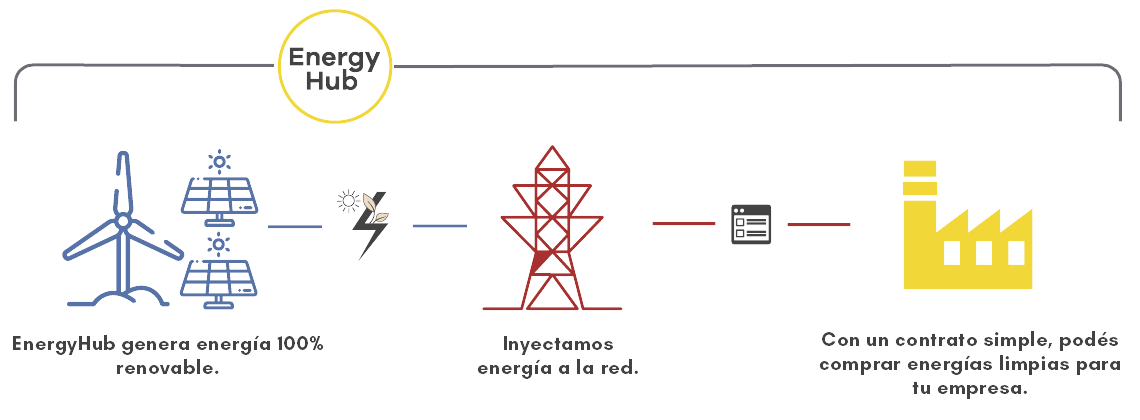 Energy
Hub
EnergyHub genera energía 100%
renovable.
Inyectamos
energía a la red.
Con un contrato simple, podés
comprar energías limpias para
tu empresa.